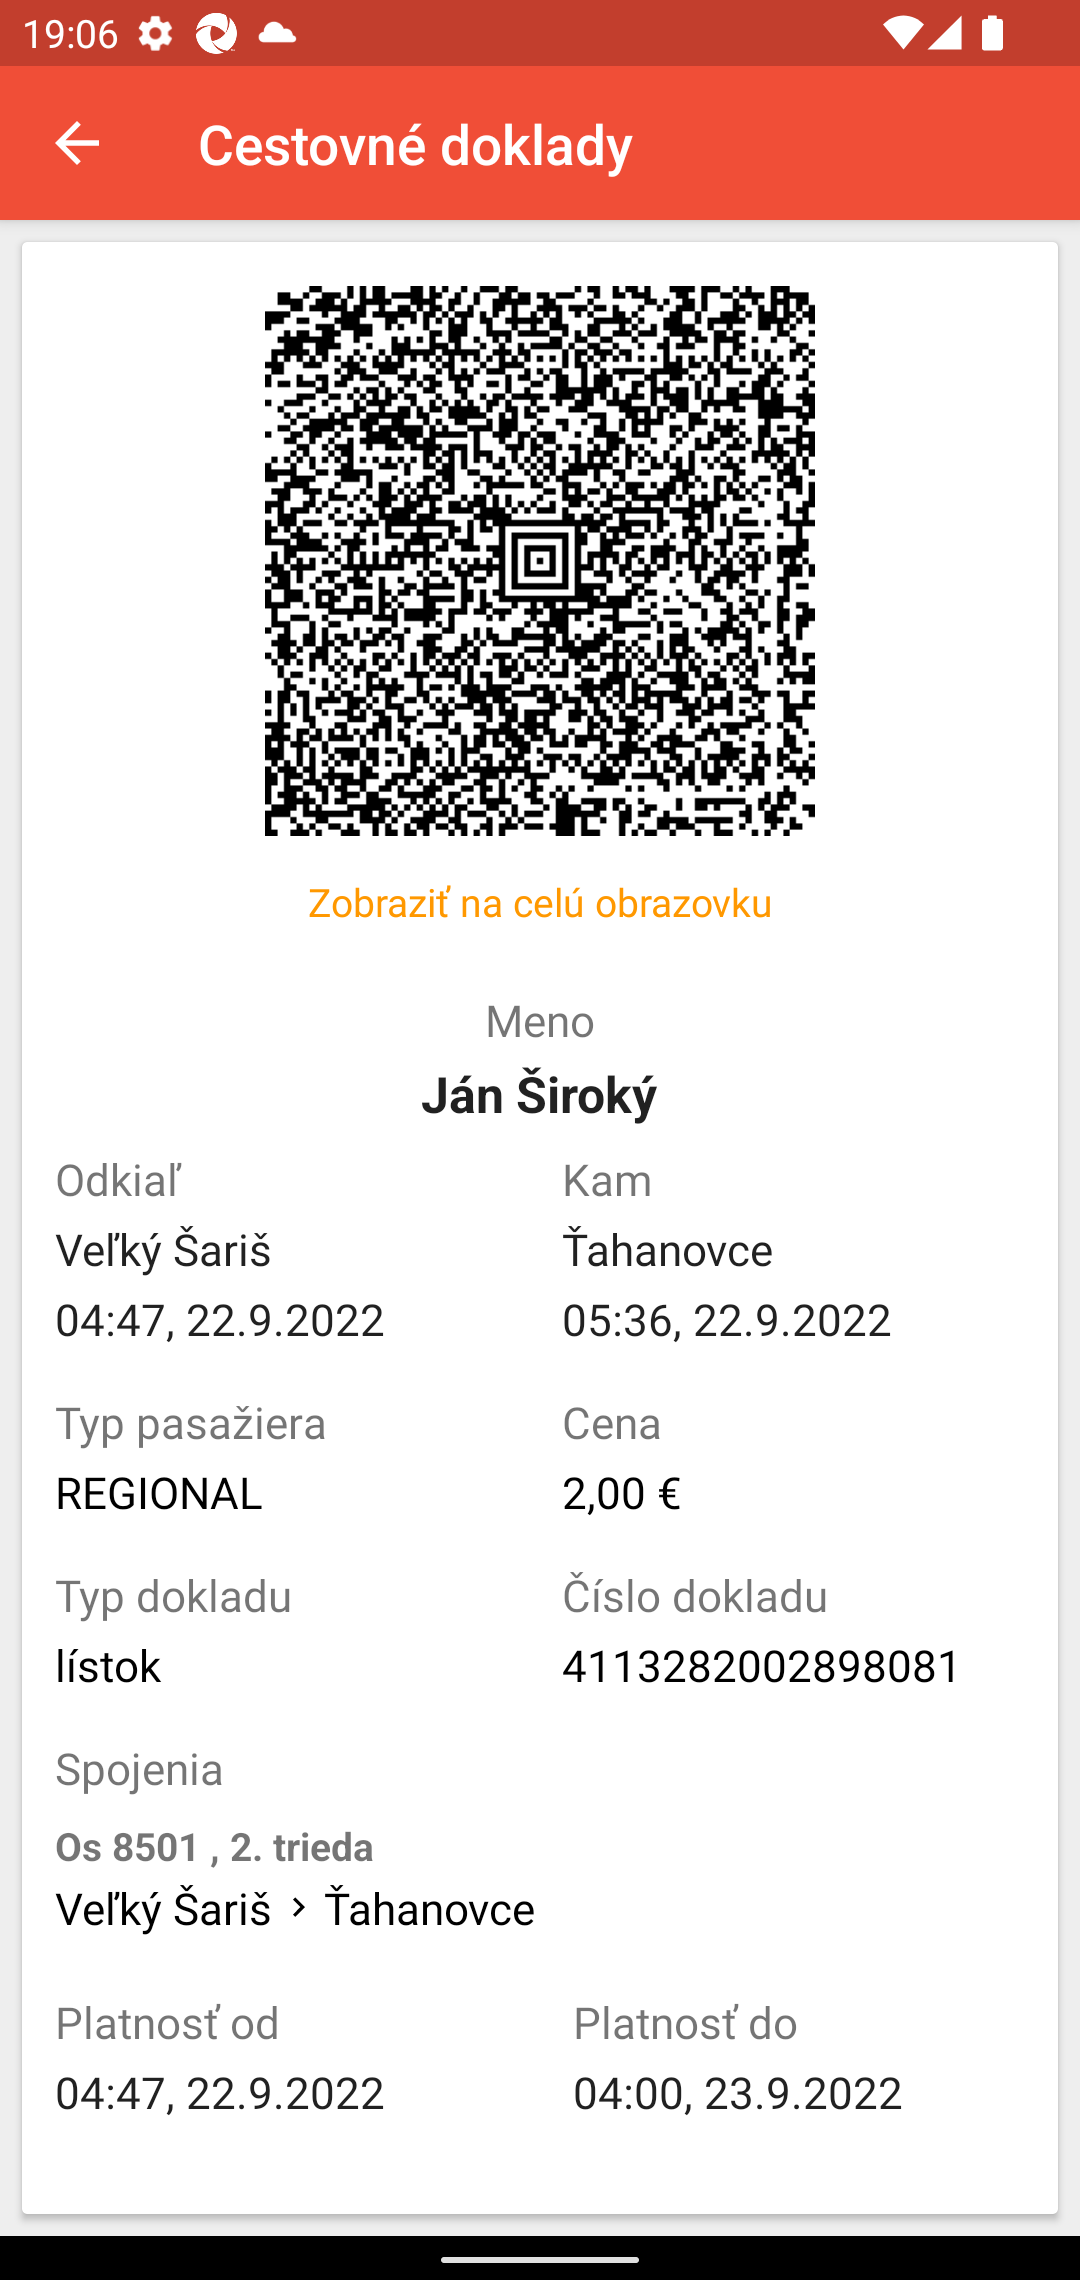 19:06
Cestovné doklady
Zobraziť na celú obrazovku
Meno
Ján Široký
Odkiaľ
Kam
Veľký Šariš
Ťahanovce
04:47, 22.9.2022
05:36, 22.9.2022
Typ pasažiera
Cena
REGIONAL
2,00 €
Typ dokladu
Číslo dokladu
lístok
4113282002898081
Spojenia
Os 8501 , 2. trieda
Veľký Šariš > Ťahanovce
Platnosť od
Platnosť do
04:47, 22.9.2022
04:00, 23.9.2022